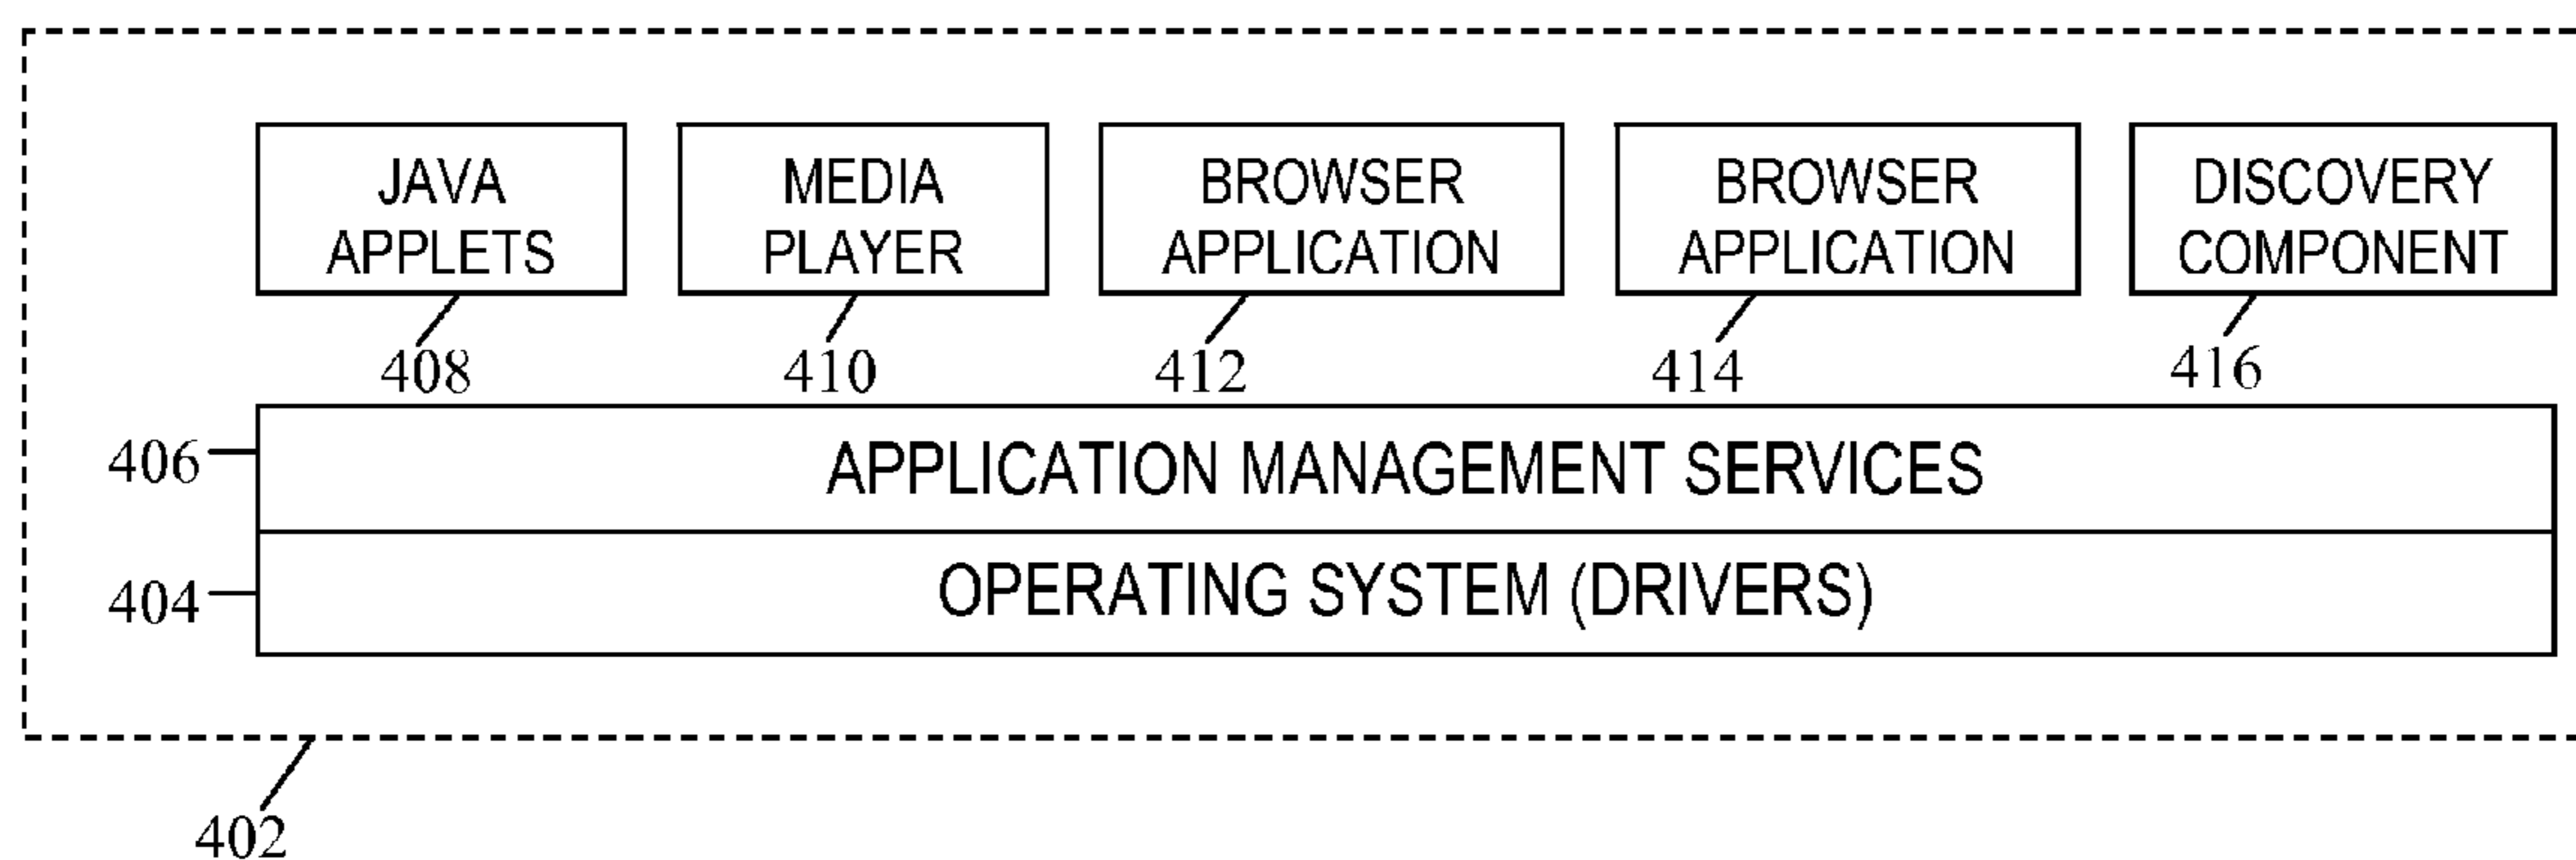 JAVA
APPLETS
MEDIA
PLAYER
BROWSER
APPLICATION
BROWSER
APPLICATION
DISCOVERY
COMPONENT
408
410
412
414
416
406
APPLICATION MANAGEMENT SERVICES
404
OPERATING SYSTEM (DRIVERS)
402